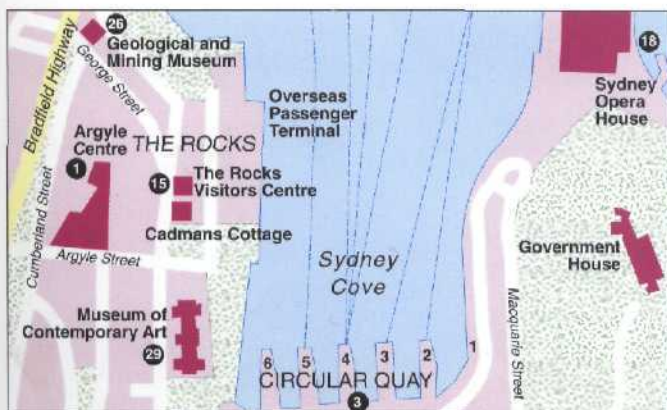 26
Geological and
Mining Museum
George Street
Bradfield Highway
18
Sydney
Opera
House
Overseas
Passenger
Terminal
Argyle
Centre
1
THE ROCKS
15
The Rocks
Visitors Centre
Cadmans Cottage
Cumberland Street
Argyle Street
Government
House
Sydney
Cove
Macquarie Street
Museum of
Contemporary Art
29
6
5
4
3
2
1
CIRCULAR QUAY
3